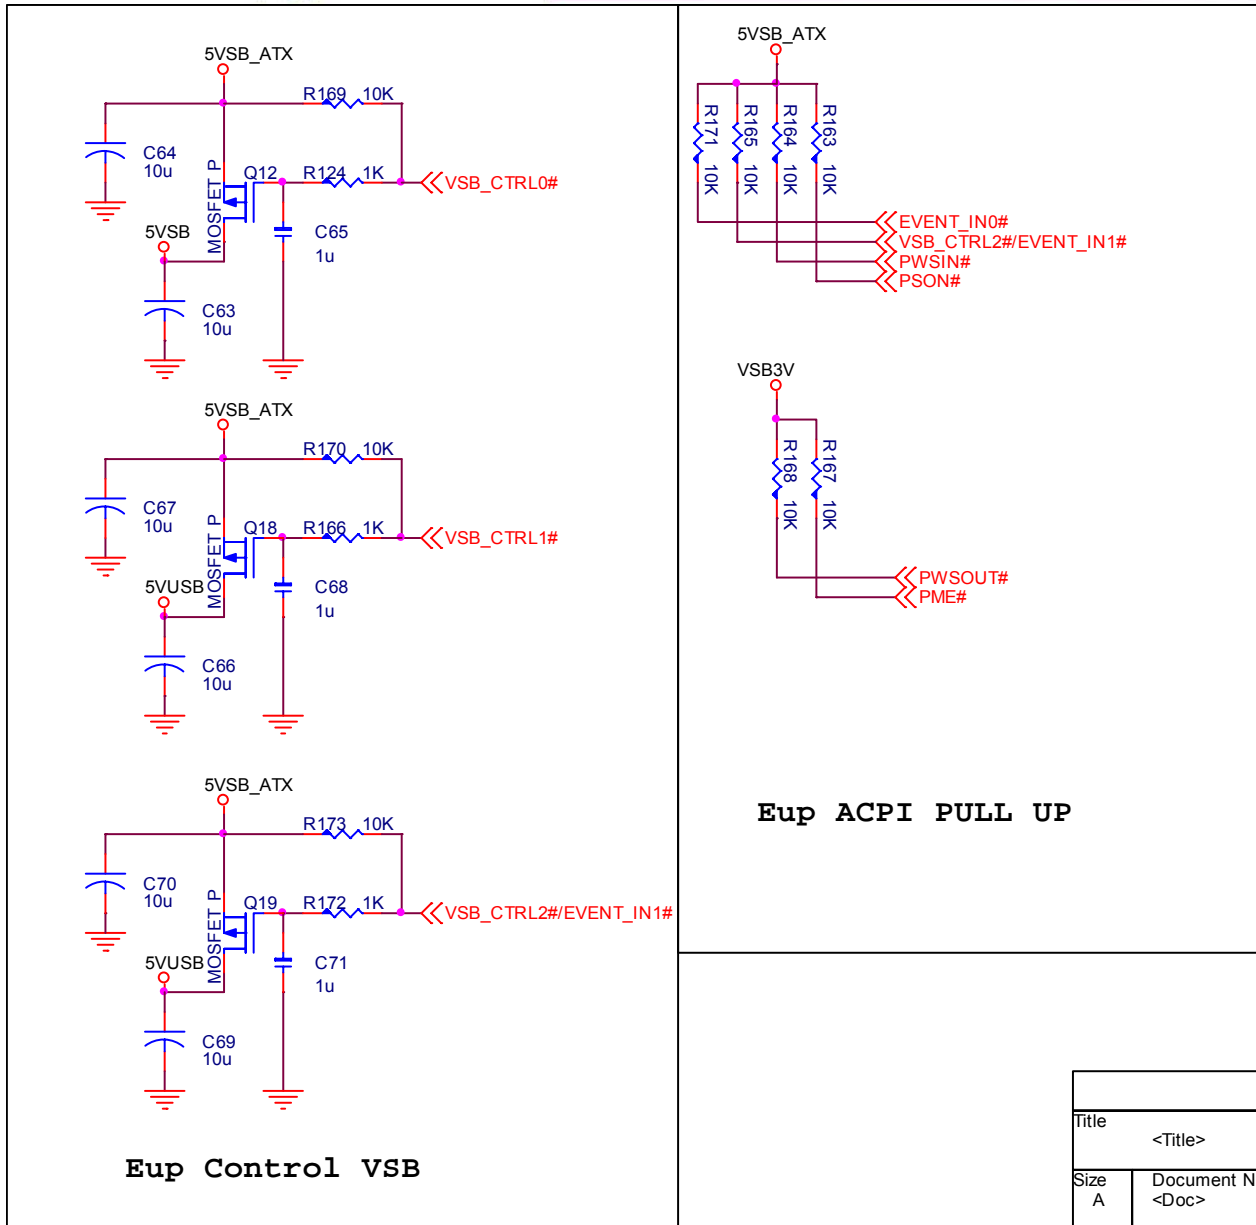 5VSB_ATX
R169 10K
C64
10u
MOSFET P
Q12
R124 1K
VSB_CTRL0#
5VSB
C65
1u
C63
10u
5VSB_ATX
R170 10K
C67
10u
MOSFET P
Q18
R166 1K
VSB_CTRL1#
5VUSB
C68
1u
C66
10u
5VSB_ATX
R173 10K
C70
10u
MOSFET P
Q19
R172 1K
VSB_CTRL2#/EVENT_IN1#
5VUSB
C71
1u
C69
10u
Eup Control VSB
5VSB_ATX
R171 10K
R165 10K
R164 10K
R163 10K
EVENT_IN0#
VSB_CTRL2#/EVENT_IN1#
PWSIN#
PSON#
VSB3V
R168 10K
R167 10K
PWSOUT#
PME#
Eup ACPI PULL UP
Title
<Title>
Size
A
Document N
<Doc>